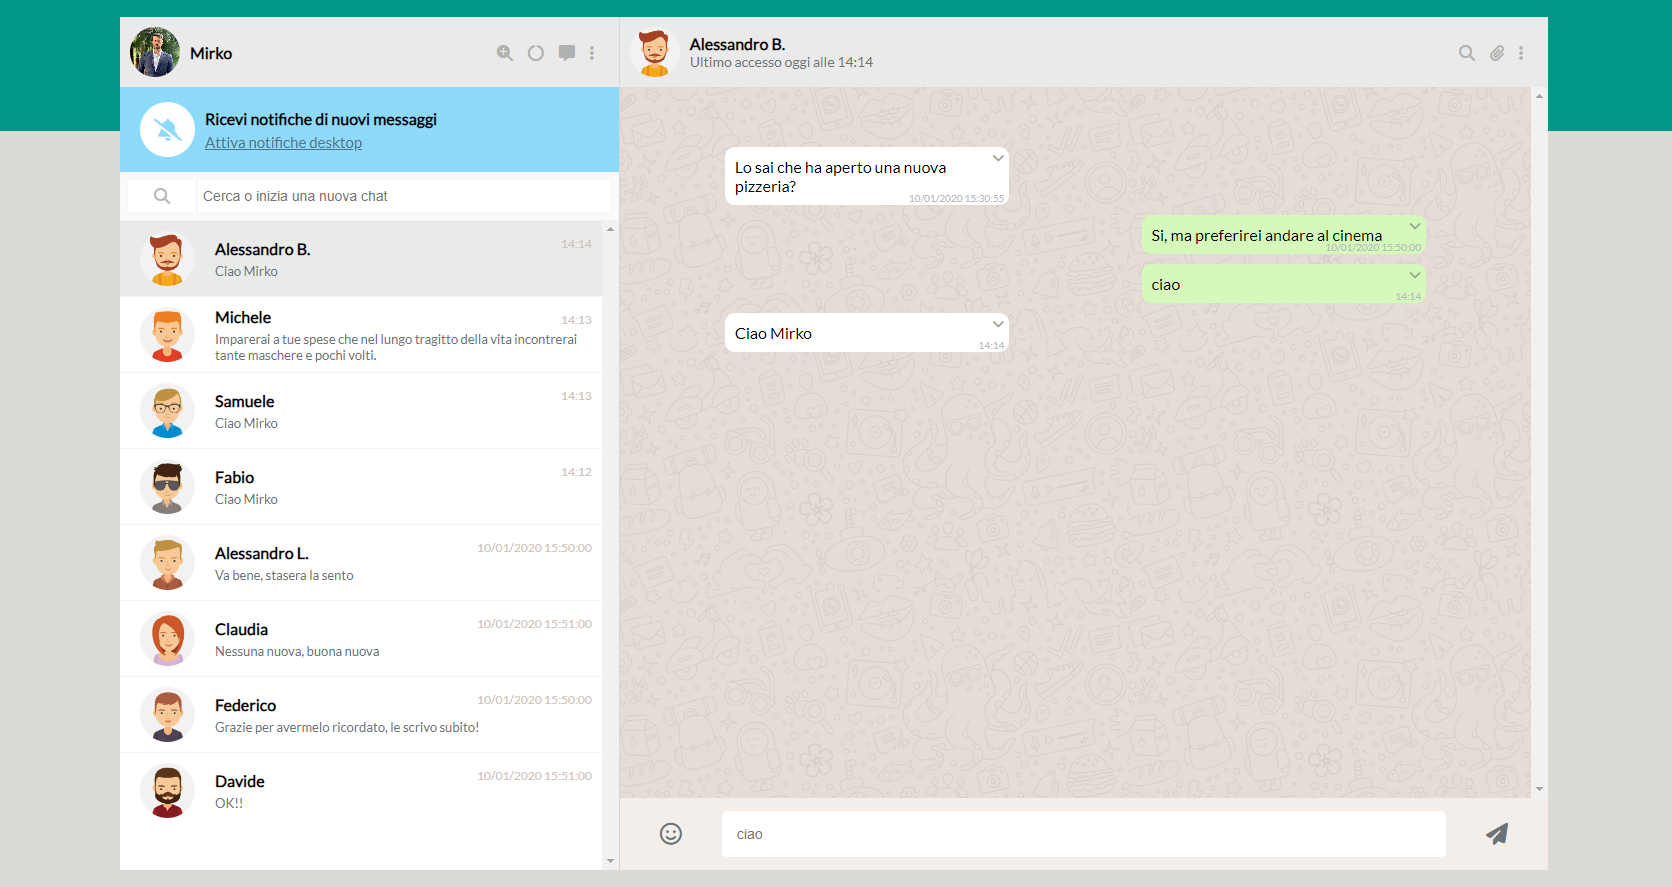 Mirko
Ricevi notifiche di nuovi messaggi
Attiva notifiche desktop
Cerca o inizia una nuova chat
Alessandro B.
14:14
Ciao Mirko
Michele
14:13
Imparerai a tue spese che nel lungo tragitto della vita incontrerai
tante maschere e pochi volti.
Samuele
14:13
Ciao Mirko
Fabio
14:12
Ciao Mirko
Alessandro L.
10/01/2020 15:50:00
Va bene, stasera la sento
Claudia
10/01/2020 15:51:00
Nessuna nuova, buona nuova
Federico
10/01/2020 15:50:00
Grazie per avermelo ricordato, le scrivo subito!
Davide
10/01/2020 15:51:00
OK!!
Alessandro B.
Ultimo accesso oggi alle 14:14
Lo sai che ha aperto una nuova
pizzeria?
10/01/2020 15:30:55
Si, ma preferirei andare al cinema
10/01/2020 15:50:00
ciao
14:14
Ciao Mirko
14:14
ciao